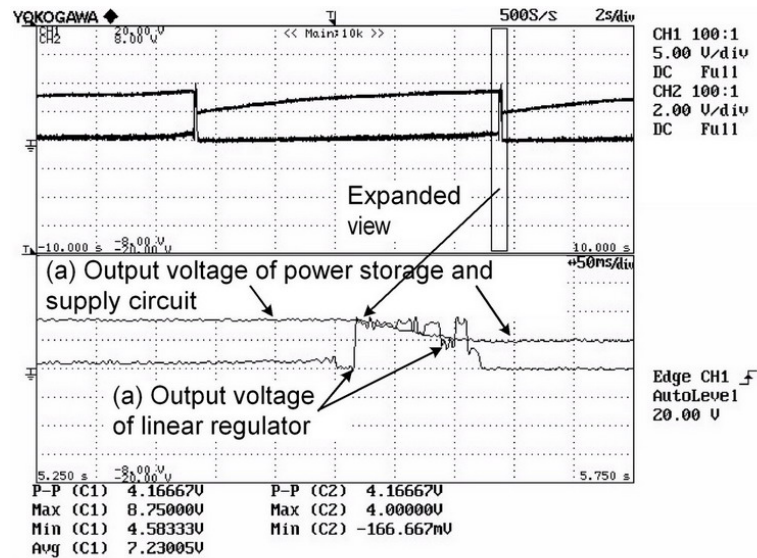 YOKOGAWA ◆ 500S/s 2s/div
CH1 20.00 V << Main:10k >>
CH2 8.00 V
CH1 100:1
5.00 V/div
DC Full
CH2 100:1
2.00 V/div
DC Full
Expanded
view
-8.00 V
-10.000 s -20.00 V 10.000 s
↔50ms/div
(a) Output voltage of power storage and
supply circuit
(a) Output voltage
of linear regulator
Edge CH1
AutoLevel
20.00 V
-8.00 V
5.250 s -20.00 V 5.750 s
P-P (C1) 4.16667V P-P (C2) 4.16667V
Max (C1) 8.75000V Max (C2) 4.00000V
Min (C1) 4.58333V Min (C2) -166.667mV
Avg (C1) 7.23005V